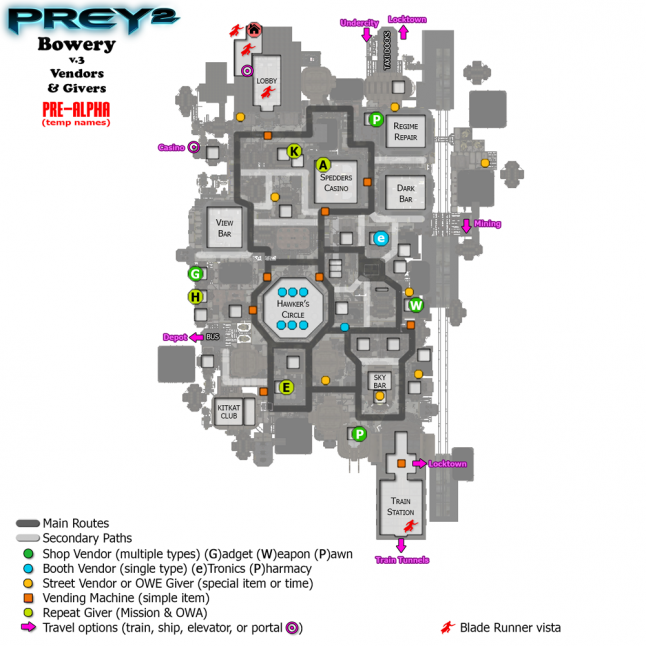 PREY2
Bowery
v.3
Vendors
& Givers
PRE-ALPHA
(temp names)
Undercity
Locktown
TAXI DOCKS
LOBBY
P
REGIME
REPAIR
Casino
K
A
SPEDDERS
CASINO
DARK
BAR
VIEW
BAR
Mining
e
G
H
HAWKER'S
CIRCLE
W
Depot
BUS
E
SKY
BAR
KITKAT
CLUB
P
Locktown
TRAIN
STATION
Train Tunnels
Main Routes
Secondary Paths
Shop Vendor (multiple types) (G)adget (W)eapon (P)awn
Booth Vendor (single type) (e)Tronics (P)harmacy
Street Vendor or OWE Giver (special item or time)
Vending Machine (simple item)
Repeat Giver (Mission & OWA)
Travel options (train, ship, elevator, or portal )
Blade Runner vista